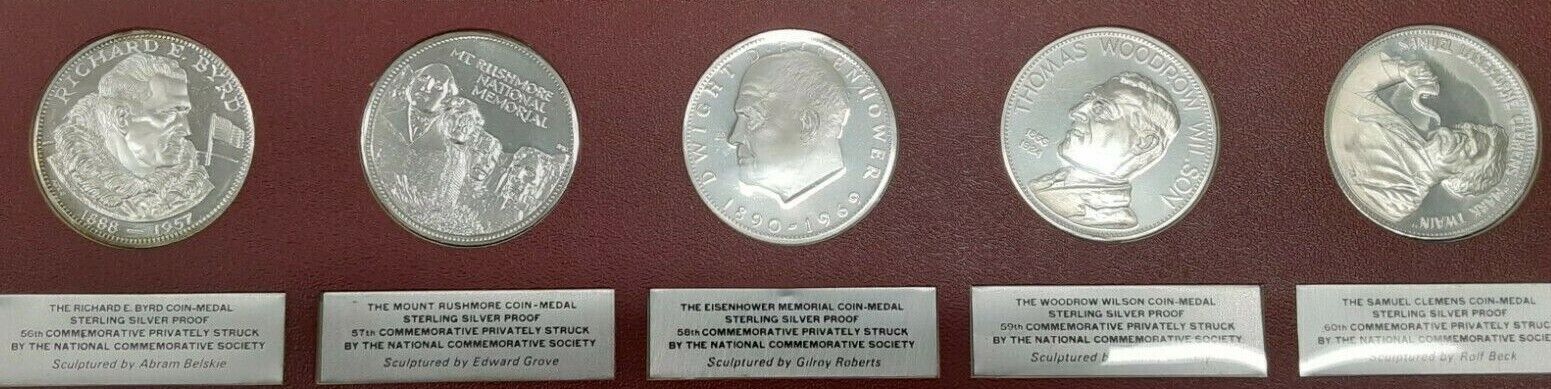 RICHARD E. BYRD
1888 — 1957
MT. RUSHMORE
NATIONAL
MEMORIAL
DWIGHT D. EISENHOWER
1890-1969
THOMAS WOODROW WILSON
1856
SAMUEL LANGHORNE CLEMENS "MARK TWAIN"
THE RICHARD E. BYRD COIN-MEDAL
STERLING SILVER PROOF
56th COMMEMORATIVE PRIVATELY STRUCK
BY THE NATIONAL COMMEMORATIVE SOCIETY
Sculptured by Abram Belskie
THE MOUNT RUSHMORE COIN-MEDAL
STERLING SILVER PROOF
57th COMMEMORATIVE PRIVATELY STRUCK
BY THE NATIONAL COMMEMORATIVE SOCIETY
Sculptured by Edward Grove
THE EISENHOWER MEMORIAL COIN-MEDAL
STERLING SILVER PROOF
58th COMMEMORATIVE PRIVATELY STRUCK
BY THE NATIONAL COMMEMORATIVE SOCIETY
Sculptured by Gilroy Roberts
THE WOODROW WILSON COIN-MEDAL
STERLING SILVER PROOF
59th COMMEMORATIVE PRIVATELY STRUCK
BY THE NATIONAL COMMEMORATIVE SOCIETY
Sculptured by
THE SAMUEL CLEMENS COIN-MEDAL
STERLING SILVER PROOF
60th COMMEMORATIVE PRIVATELY STRUC
BY THE NATIONAL COMMEMORATIVE SOCIET
Sculptured by Rolf Beck